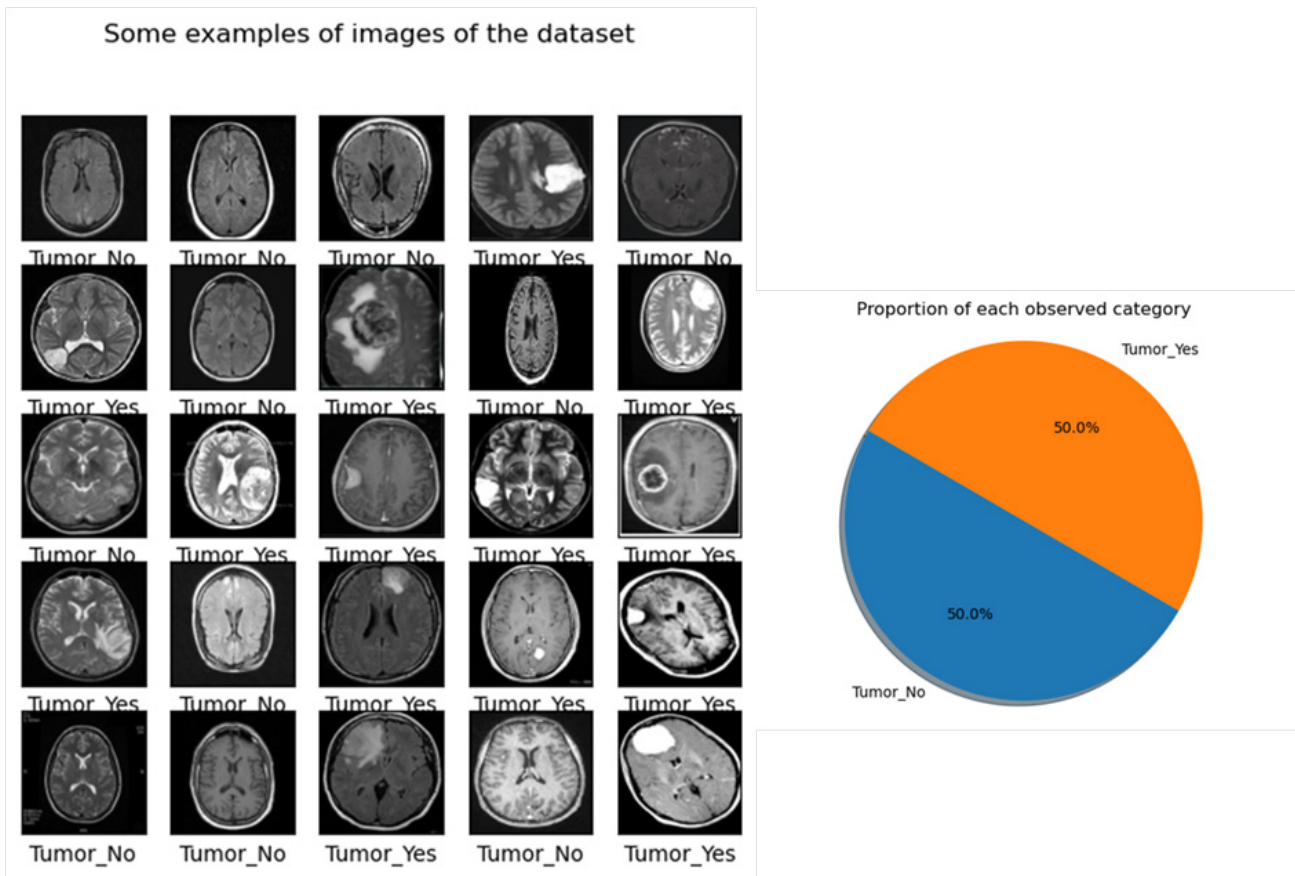 Some examples of images of the dataset
Tumor_No Tumor_No Tumor_No Tumor_Yes Tumor_No
Tumor_Yes Tumor_No Tumor_Yes Tumor_No Tumor_Yes
Tumor_No Tumor_Yes Tumor_Yes Tumor_Yes Tumor_Yes
Tumor_Yes Tumor_No Tumor_Yes Tumor_Yes Tumor_Yes
Tumor_No Tumor_No Tumor_Yes Tumor_No Tumor_Yes
Proportion of each observed category
Tumor_Yes
50.0%
50.0%
Tumor_No